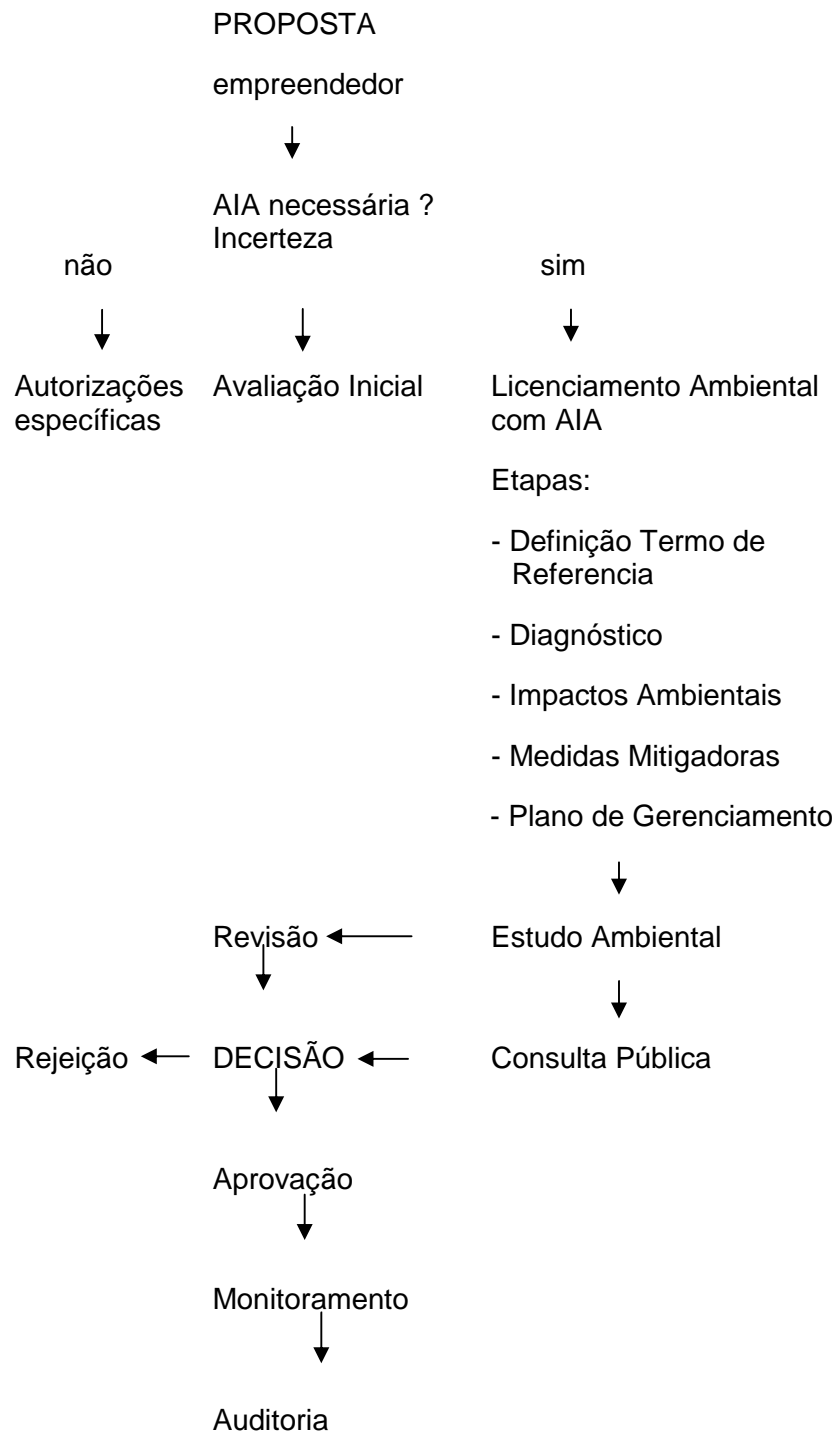 PROPOSTA
empreendedor
AIA necessária ?
Incerteza
não
sim
Autorizações
específicas
Avaliação Inicial
Licenciamento Ambiental
com AIA
Etapas:
- Definição Termo de
Referencia
- Diagnóstico
- Impactos Ambientais
- Medidas Mitigadoras
- Plano de Gerenciamento
Revisão
Estudo Ambiental
Rejeição
DECISÃO
Consulta Pública
Aprovação
Monitoramento
Auditoria